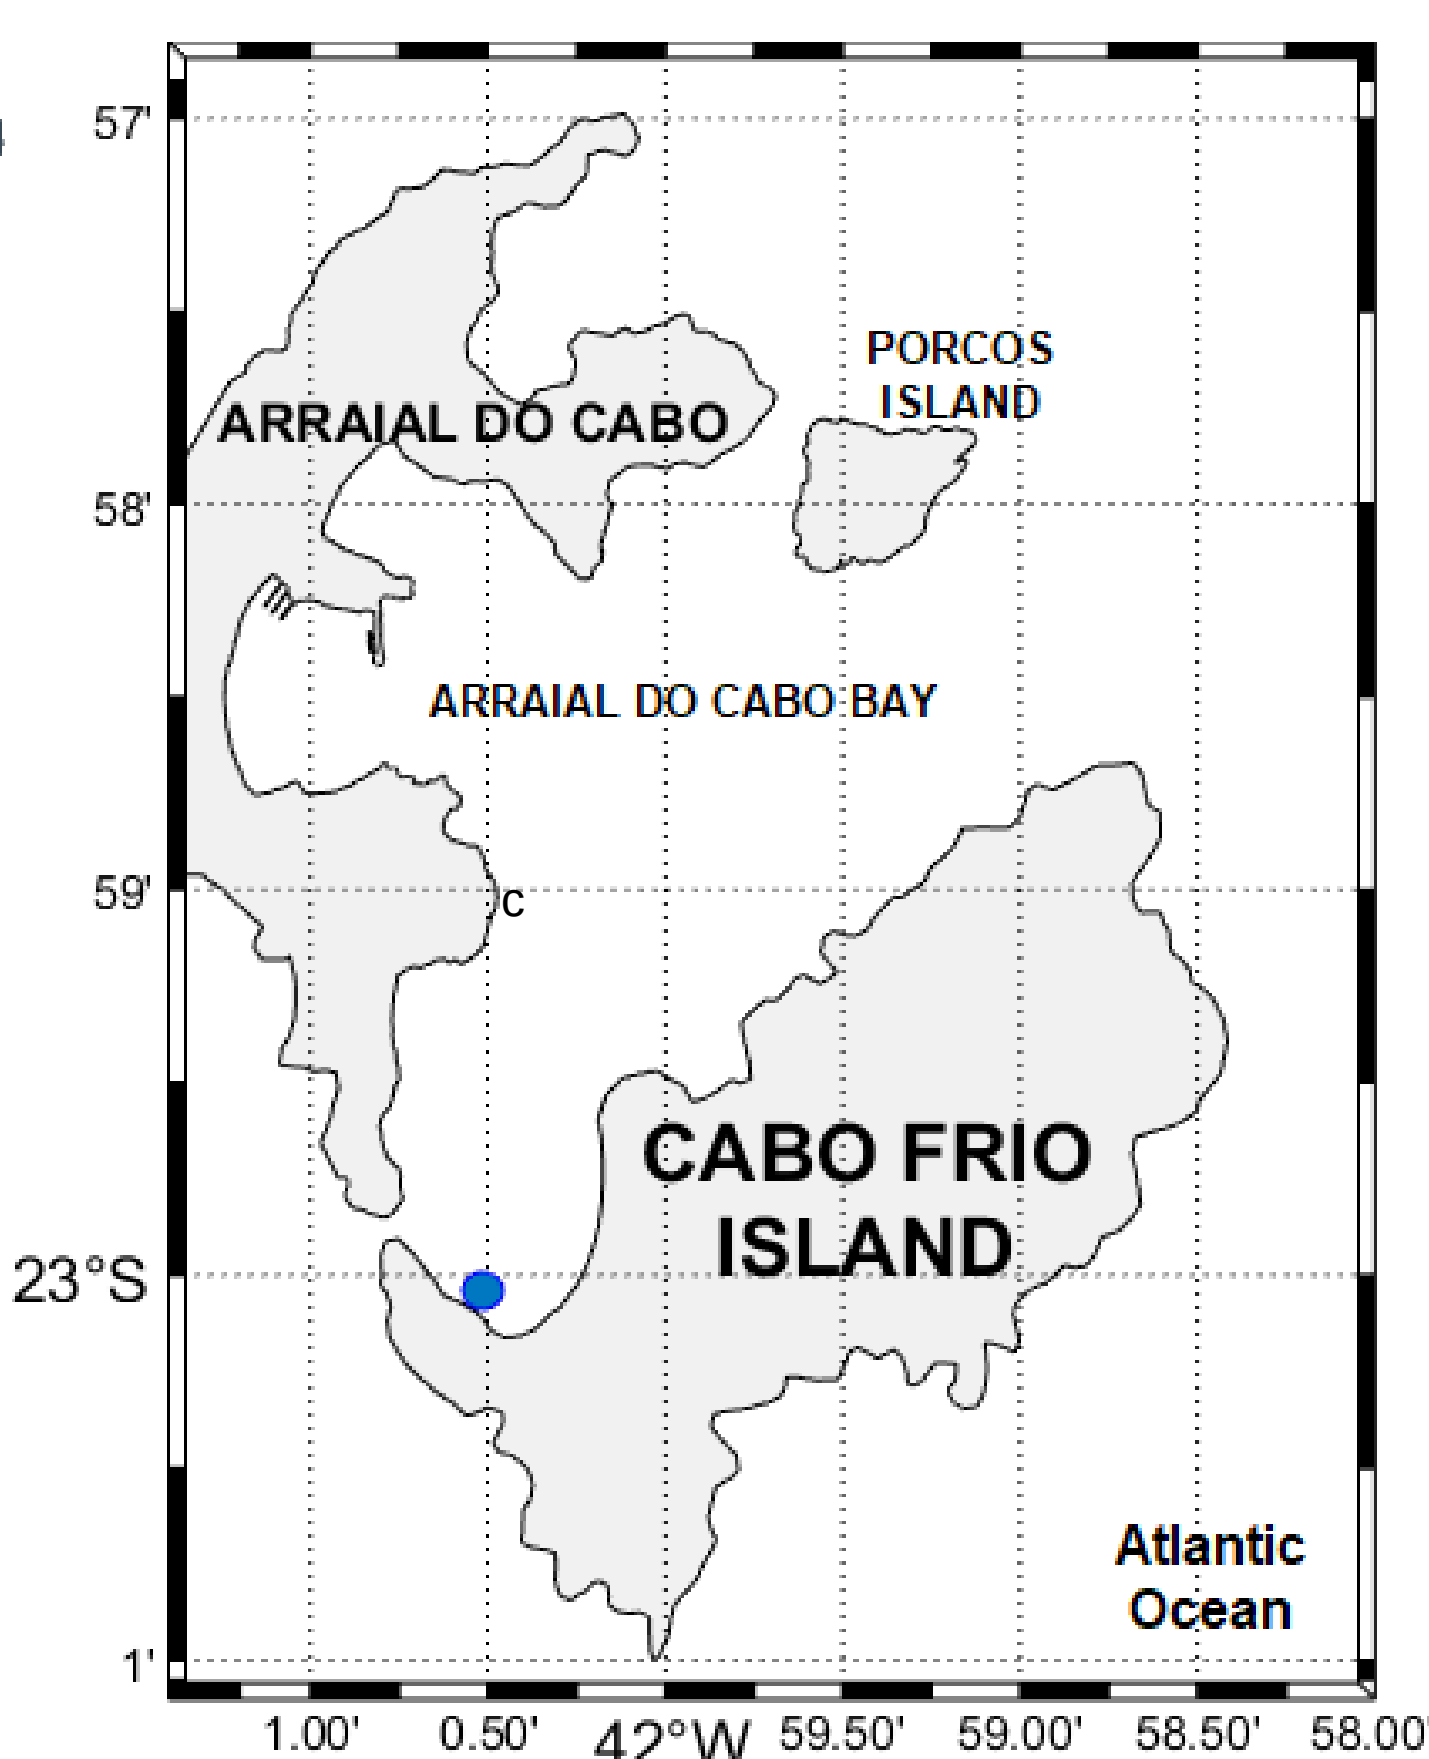 57'
PORCOS
ISLAND
ARRAIAL DO CABO
58'
ARRAIAL DO CABO BAY
59'
c
CABO FRIO
ISLAND
23°S
Atlantic
Ocean
1'
1.00' 0.50' 42°W 59.50' 59.00' 58.50' 58.00'